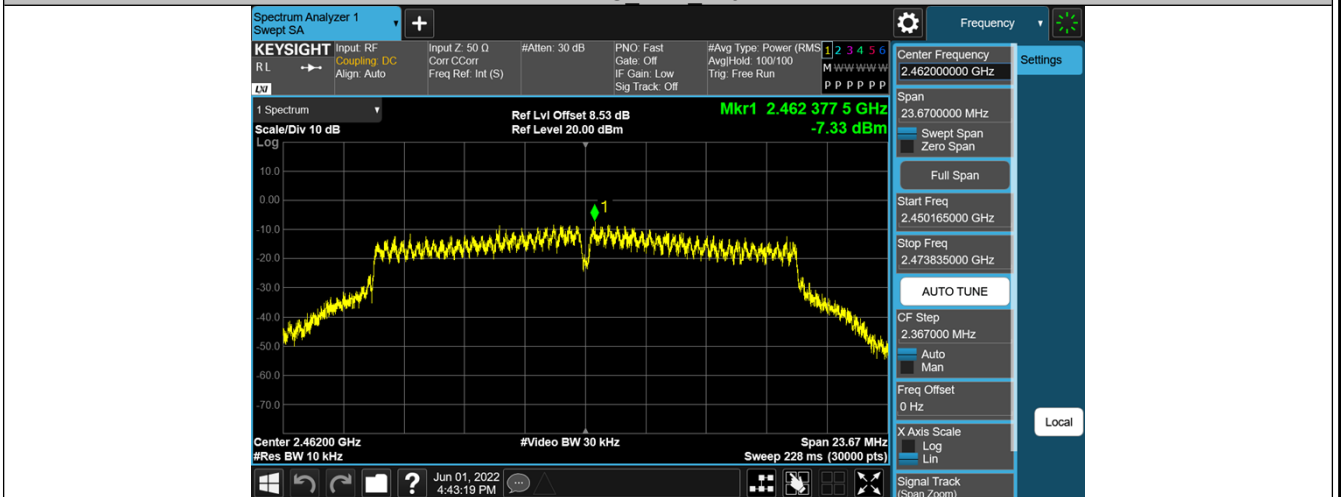 Spectrum Analyzer 1
Swept SA
Frequency
KEYSIGHT
RL
LXI
Input: RF
Coupling: DC
Align: Auto
Input Z: 50 Ω
Corr CCorr
Freq Ref: Int (S)
#Atten: 30 dB
PNO: Fast
Gate: Off
IF Gain: Low
Sig Track: Off
#Avg Type: Power (RMS
Avg|Hold: 100/100
Trig: Free Run
1 2 3 4 5 6
M W W W W W
P P P P P P
1 Spectrum
Scale/Div 10 dB
Log
Ref Lvl Offset 8.53 dB
Ref Level 20.00 dBm
Mkr1 2.462 377 5 GHz
-7.33 dBm
10.0
0.00
-10.0
-20.0
-30.0
-40.0
-50.0
-60.0
-70.0
1
Center 2.46200 GHz
#Res BW 10 kHz
#Video BW 30 kHz
Span 23.67 MHz
Sweep 228 ms (30000 pts)
Jun 01, 2022
4:43:19 PM
Center Frequency
2.462000000 GHz
Settings
Span
23.6700000 MHz
Swept Span
Zero Span
Full Span
Start Freq
2.450165000 GHz
Stop Freq
2.473835000 GHz
AUTO TUNE
CF Step
2.367000 MHz
Auto
Man
Freq Offset
0 Hz
X Axis Scale
Log
Lin
Local
Signal Track
(Span Zoom)